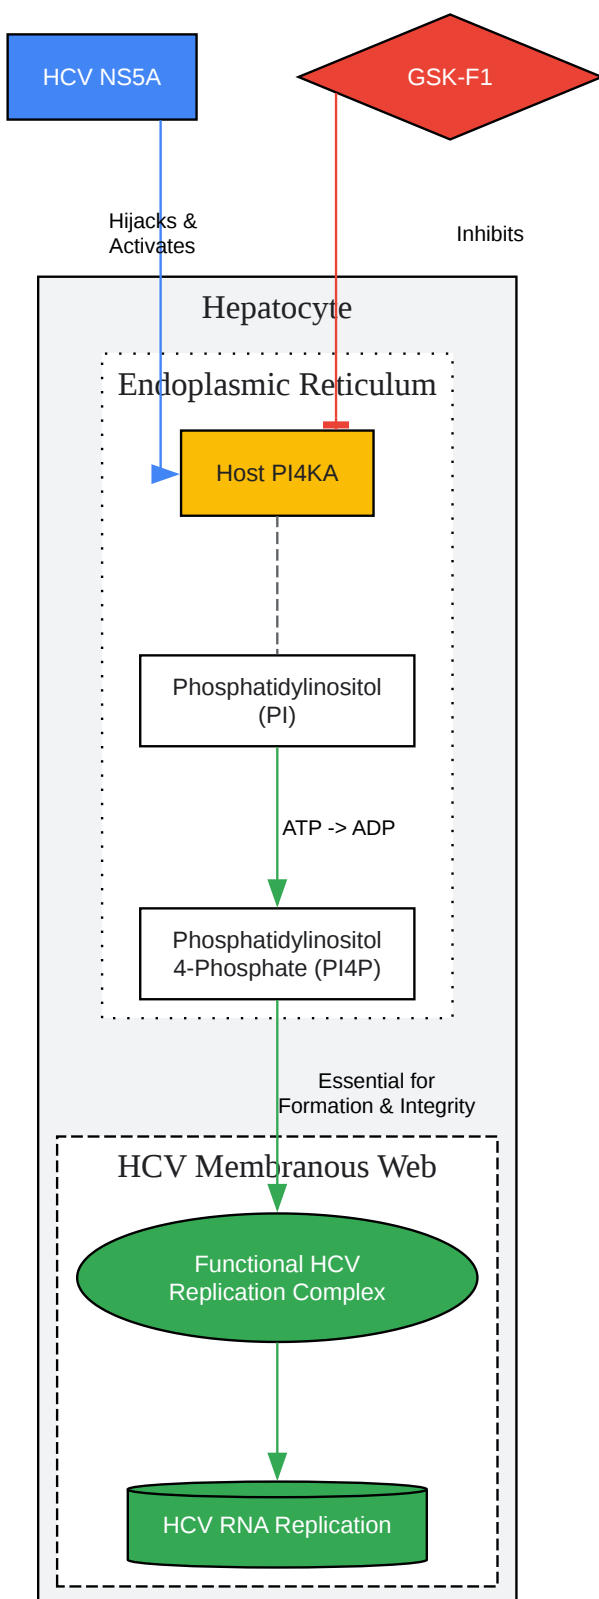 HCV NS5A
GSK-F1
Hijacks &
Activates
Inhibits
Hepatocyte
Endoplasmic Reticulum
Host PI4KA
Phosphatidylinositol
(PI)
ATP -> ADP
Phosphatidylinositol
4-Phosphate (PI4P)
Essential for
Formation & Integrity
HCV Membranous Web
Functional HCV
Replication Complex
HCV RNA Replication